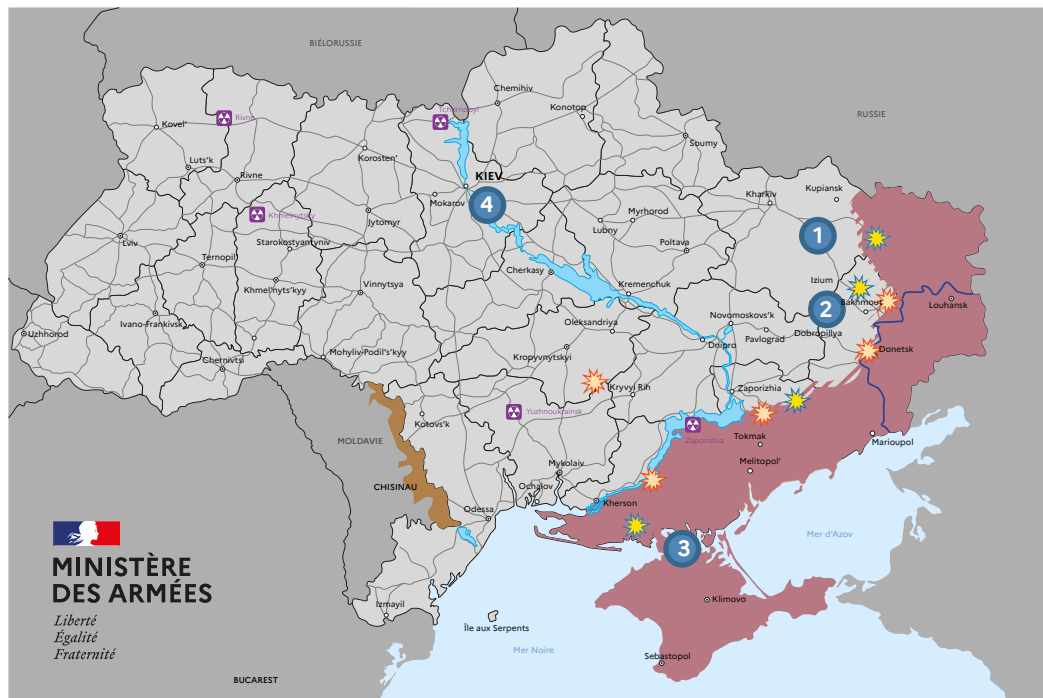 BIÉLORUSSIE
RUSSIE
Chemihiv
Konotop
Tchernobyl
Rivne
Kovel'
Soumy
Korosten'
Luts'k
Rivne
KIEV
Mokarov
4
Kharkiv
Kupiansk
Khmelnytsky
Jytomyr
Myrhorod
Lubny
Poltava
1
Lviv
Starokostyantyniv
Ternopil
Cherkasy
Izium
Khmel'nyts'kyy
Vinnytsya
Kremenchuk
Bakhmout
Louhansk
2
Ivano-Frankivsk
Oleksandriya
Novomoskovs'k
Uzhhorod
Dobropillya
Pavlograd
Dnipro
Donetsk
Chernivtsi
Mohyliv-Podil's'kyy
Kropyvnytskyi
Kryvyi Rih
Zaporizhia
Yuzhnoukrainsk
Kotovs'k
MOLDAVIE
Zaporizhia
Tokmak
Marioupol
Mykolaiv
Melitopol'
CHISINAU
Ochalov
Kherson
Odessa
Mer d'Azov
3
MINISTÈRE
DES ARMÉES
Liberté
Égalité
Fraternité
Izmayil
Île aux Serpents
Klimovo
Mer Noire
Sebastopol
BUCAREST